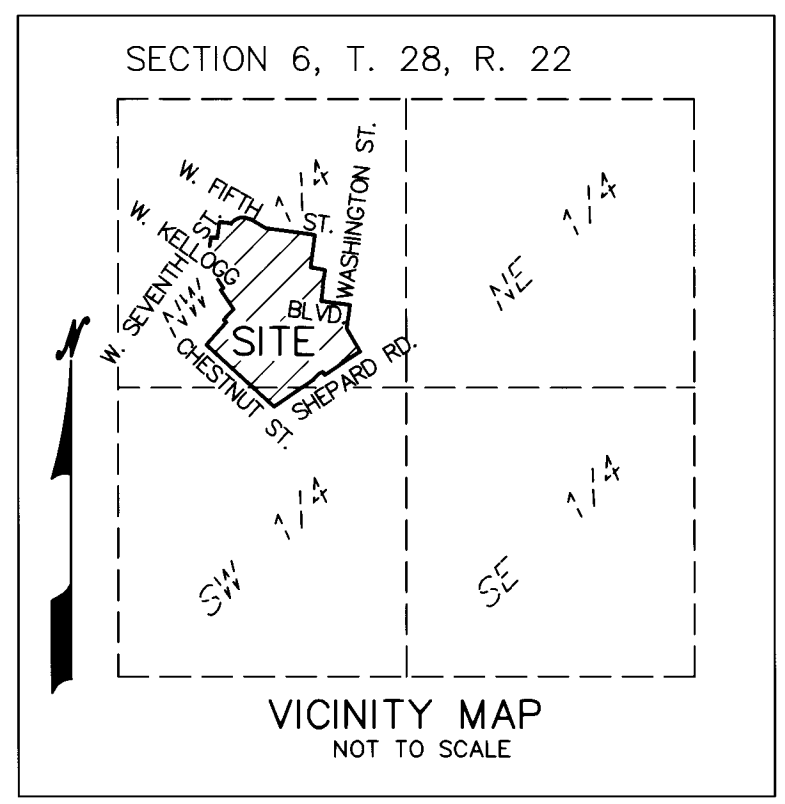 SECTION 6, T. 28, R. 22
W. FIFTH ST.
WASHINGTON ST.
W. KELLOGG BLVD.
W. SEVENTH ST.
NW 1/4
NE 1/4
SITE
CHESTNUT ST.
SHEPARD RD.
N
SW 1/4
SE 1/4
VICINITY MAP
NOT TO SCALE